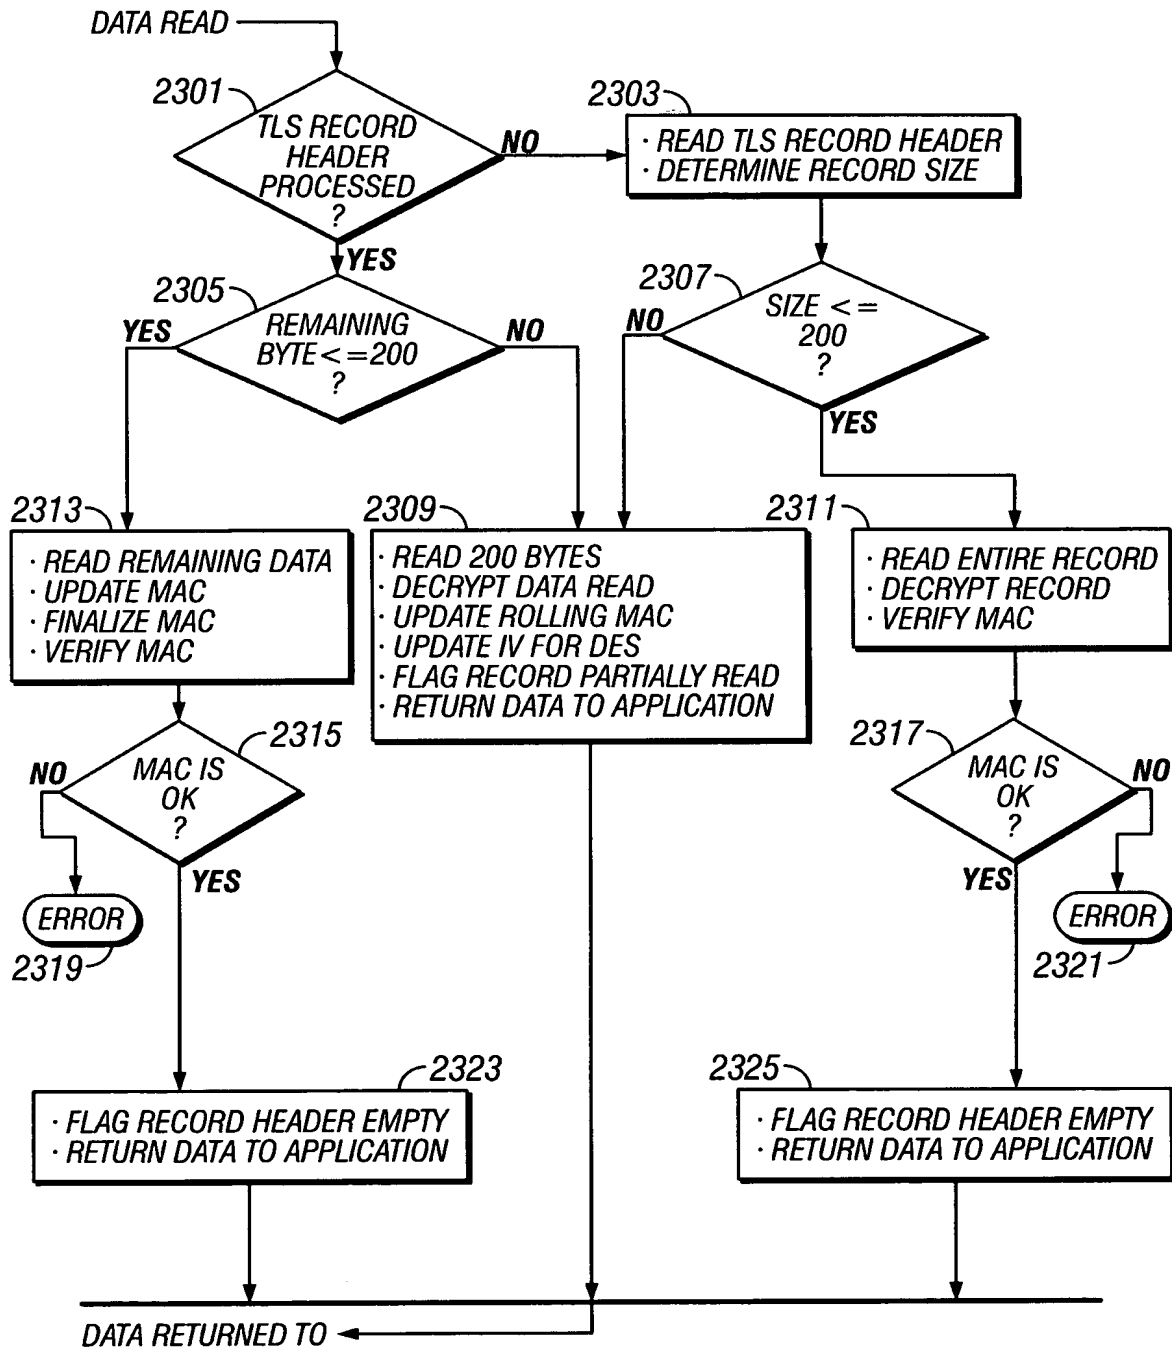 DATA READ
2301
TLS RECORD
HEADER
PROCESSED
?
NO
2303
· READ TLS RECORD HEADER
· DETERMINE RECORD SIZE
YES
2305
REMAINING
BYTE<=200
?
YES
NO
2307
SIZE <=
200
?
NO
YES
2313
· READ REMAINING DATA
· UPDATE MAC
· FINALIZE MAC
· VERIFY MAC
2309
· READ 200 BYTES
· DECRYPT DATA READ
· UPDATE ROLLING MAC
· UPDATE IV FOR DES
· FLAG RECORD PARTIALLY READ
· RETURN DATA TO APPLICATION
2311
· READ ENTIRE RECORD
· DECRYPT RECORD
· VERIFY MAC
2315
MAC IS
OK
?
NO
YES
ERROR
2319
2317
MAC IS
OK
?
NO
YES
ERROR
2321
2323
· FLAG RECORD HEADER EMPTY
· RETURN DATA TO APPLICATION
2325
· FLAG RECORD HEADER EMPTY
· RETURN DATA TO APPLICATION
DATA RETURNED TO